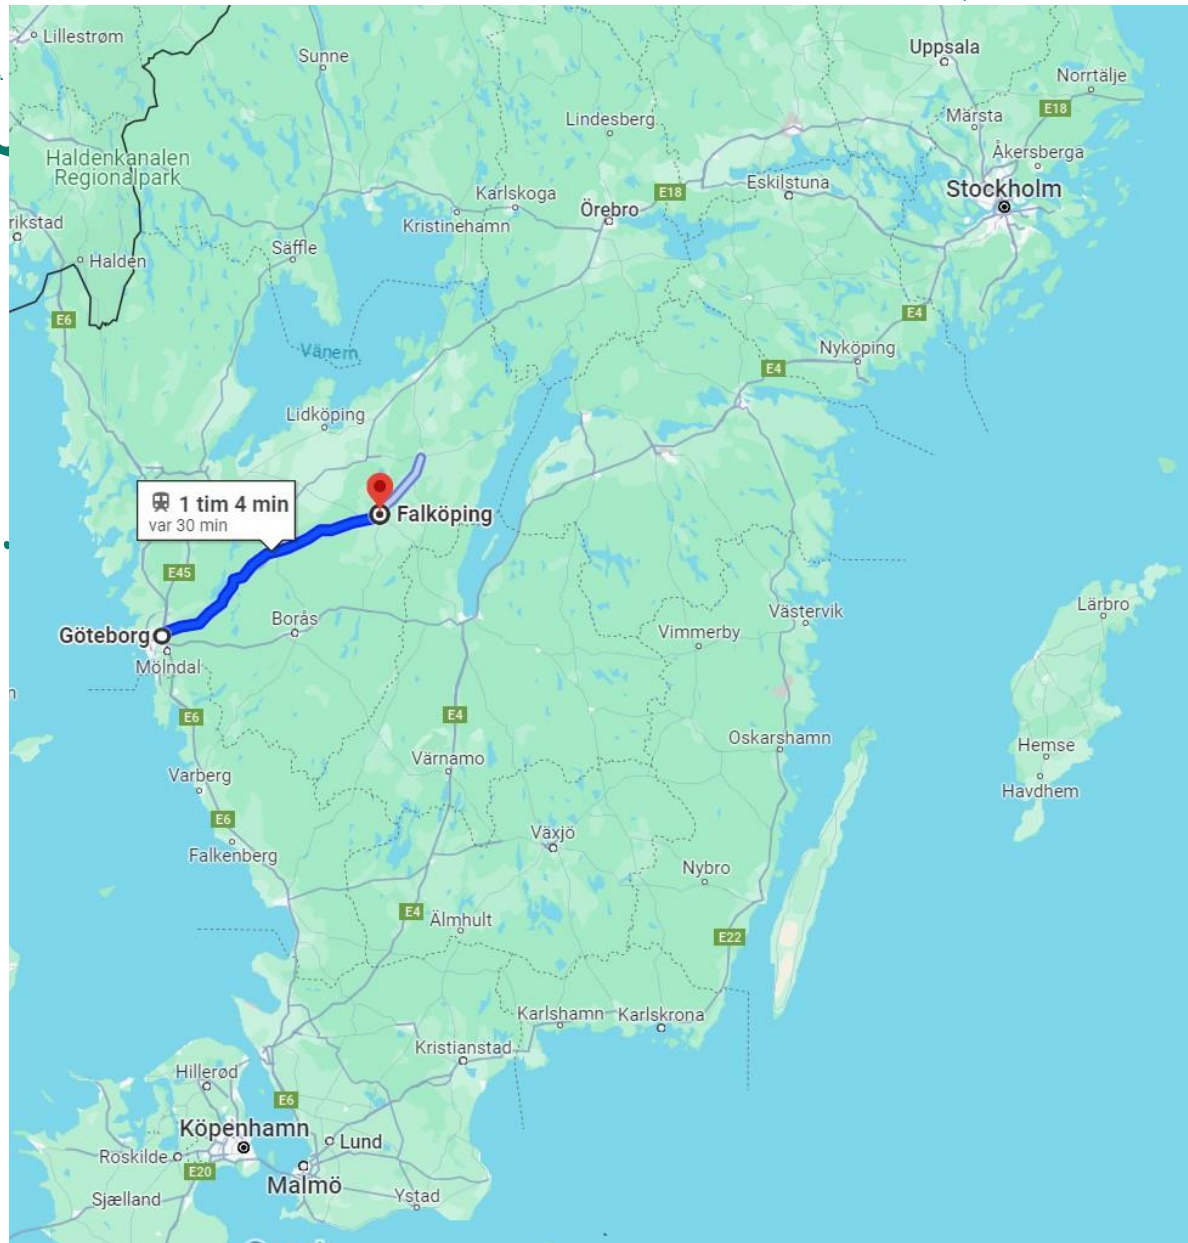 Lillestrøm
Sunne
Uppsala
Norrtälje
E18
Märsta
Lindesberg
Åkersberga
Haldenkanalen
Regionalpark
Eskilstuna
Stockholm
E18
Karlskoga
Örebro
rikstad
Kristinehamn
Halden
Säffle
E6
E4
Vänern
Nyköping
E4
Lidköping
1 tim 4 min
var 30 min
Falköping
E45
Göteborg
Borås
Västervik
Lärbro
Vimmerby
Mölndal
E6
E4
Oskarshamn
Hemse
Värnamo
Varberg
Havdhem
E6
Växjö
Falkenberg
Nybro
E4
Älmhult
E22
Karlshamn
Karlskrona
Kristianstad
Hillerød
E6
Köpenhamn
Lund
Roskilde
E20
Malmö
Sjælland
Ystad